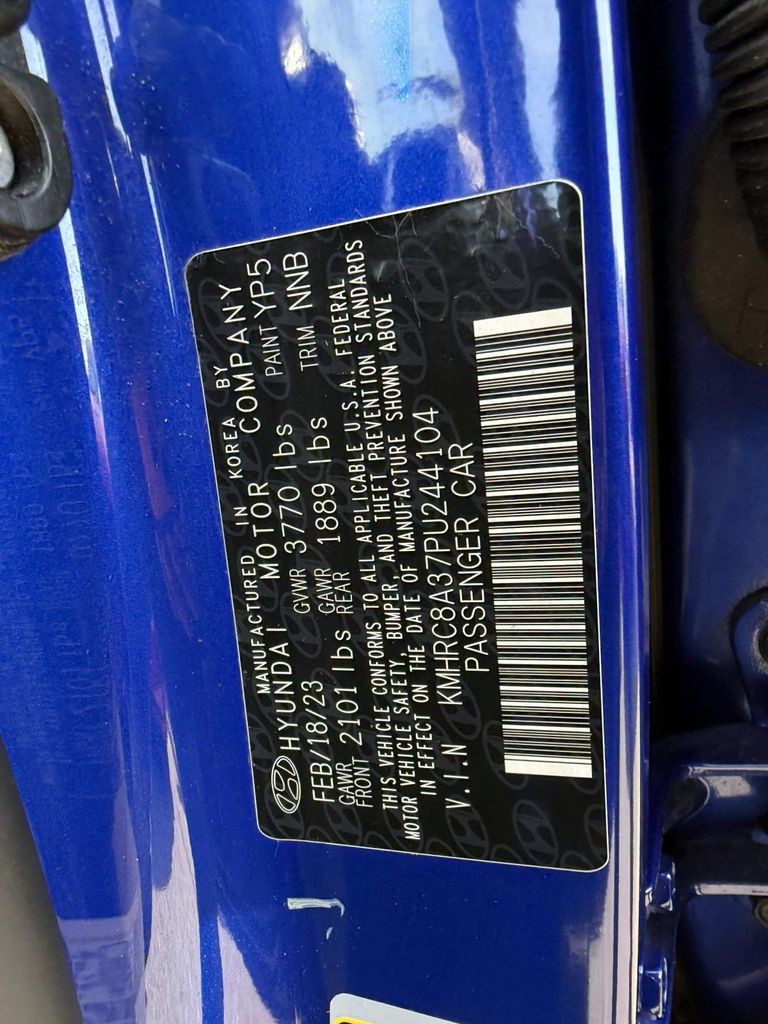 MANUFACTURED IN KOREA BY
HYUNDAI MOTOR COMPANY
FEB/18/23 GVWR 3770 lbs PAINT YP5
GAWR FRONT 2101 lbs GAWR REAR 1889 lbs TRIM NNB
THIS VEHICLE CONFORMS TO ALL APPLICABLE U.S.A. FEDERAL
MOTOR VEHICLE SAFETY, BUMPER, AND THEFT PREVENTION STANDARDS
IN EFFECT ON THE DATE OF MANUFACTURE SHOWN ABOVE
V.I.N KMHRC8A37PU244104
PASSENGER CAR